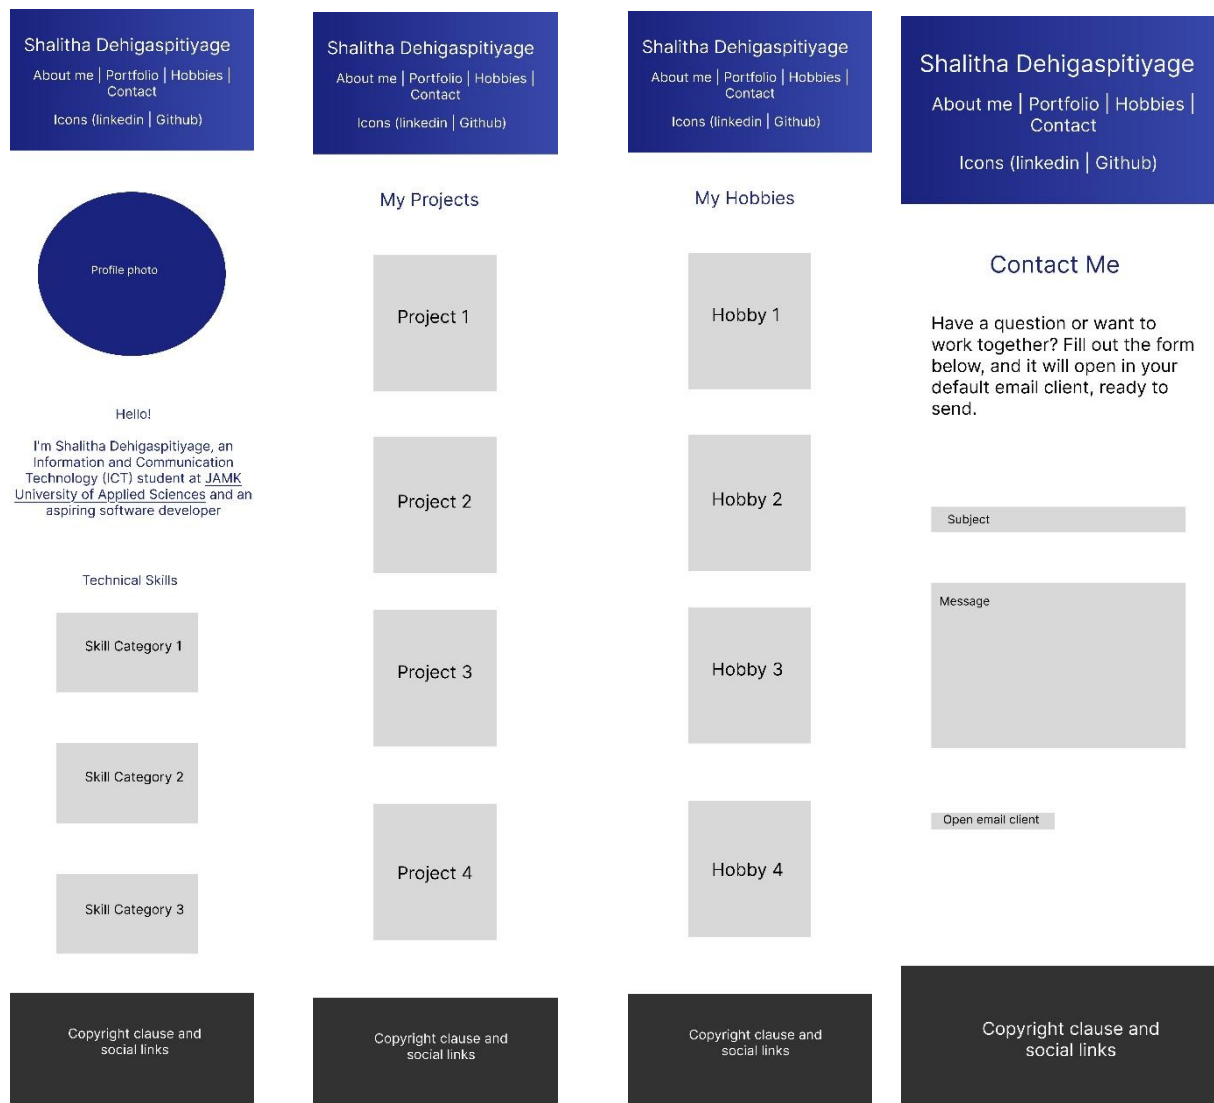 Shalitha Dehigaspitiyage
About me | Portfolio | Hobbies |
Contact
Icons (linkedin | Github)
Profile photo
Hello!
I'm Shalitha Dehigaspitiyage, an
Information and Communication
Technology (ICT) student at JAMK
University of Applied Sciences and an
aspiring software developer
Technical Skills
Skill Category 1
Skill Category 2
Skill Category 3
Copyright clause and
social links
Shalitha Dehigaspitiyage
About me | Portfolio | Hobbies |
Contact
Icons (linkedin | Github)
My Projects
Project 1
Project 2
Project 3
Project 4
Copyright clause and
social links
Shalitha Dehigaspitiyage
About me | Portfolio | Hobbies |
Contact
Icons (linkedin | Github)
My Hobbies
Hobby 1
Hobby 2
Hobby 3
Hobby 4
Copyright clause and
social links
Shalitha Dehigaspitiyage
About me | Portfolio | Hobbies |
Contact
Icons (linkedin | Github)
Contact Me
Have a question or want to
work together? Fill out the form
below, and it will open in your
default email client, ready to
send.
Subject
Message
Open email client
Copyright clause and
social links